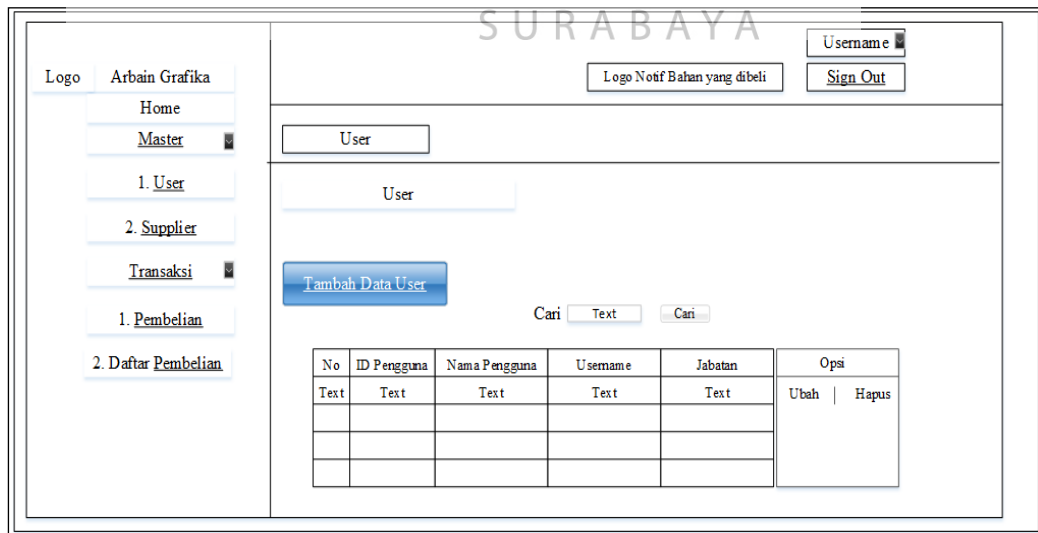 SURABAYA
Username
Logo Notif Bahan yang dibeli
Sign Out
Logo
Arbain Grafika
Home
Master
1. User
2. Supplier
Transaksi
1. Pembelian
2. Daftar Pembelian
User
User
Tambah Data User
Cari Text Cari
No ID Pengguna Nama Pengguna Username Jabatan Opsi
Text Text Text Text Text Ubah | Hapus